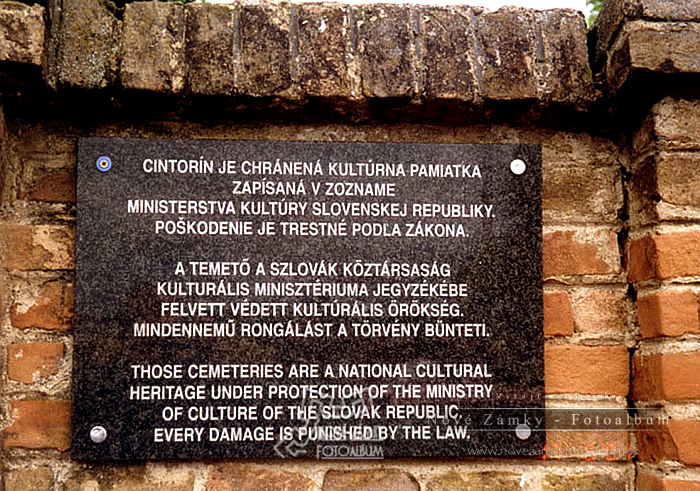 CINTORÍN JE CHRÁNENÁ KULTÚRNA PAMIATKA
ZAPÍSANÁ V ZOZNAME
MINISTERSTVA KULTÚRY SLOVENSKEJ REPUBLIKY.
POŠKODENIE JE TRESTNÉ PODĽA ZÁKONA.
A TEMETŐ A SZLOVÁK KÖZTÁRSASÁG
KULTURÁLIS MINISZTÉRIUMA JEGYZÉKÉBE
FELVETT VÉDETT KULTÚRÁLIS ÖRÖKSÉG.
MINDENNEMŰ RONGÁLÁST A TÖRVÉNY BÜNTETI.
THOSE CEMETERIES ARE A NATIONAL CULTURAL
HERITAGE UNDER PROTECTION OF THE MINISTRY
OF CULTURE OF THE SLOVAK REPUBLIC,
EVERY DAMAGE IS PUNISHED BY THE LAW.
Nové Zámky - Fotoalbum
FOTOALBUM